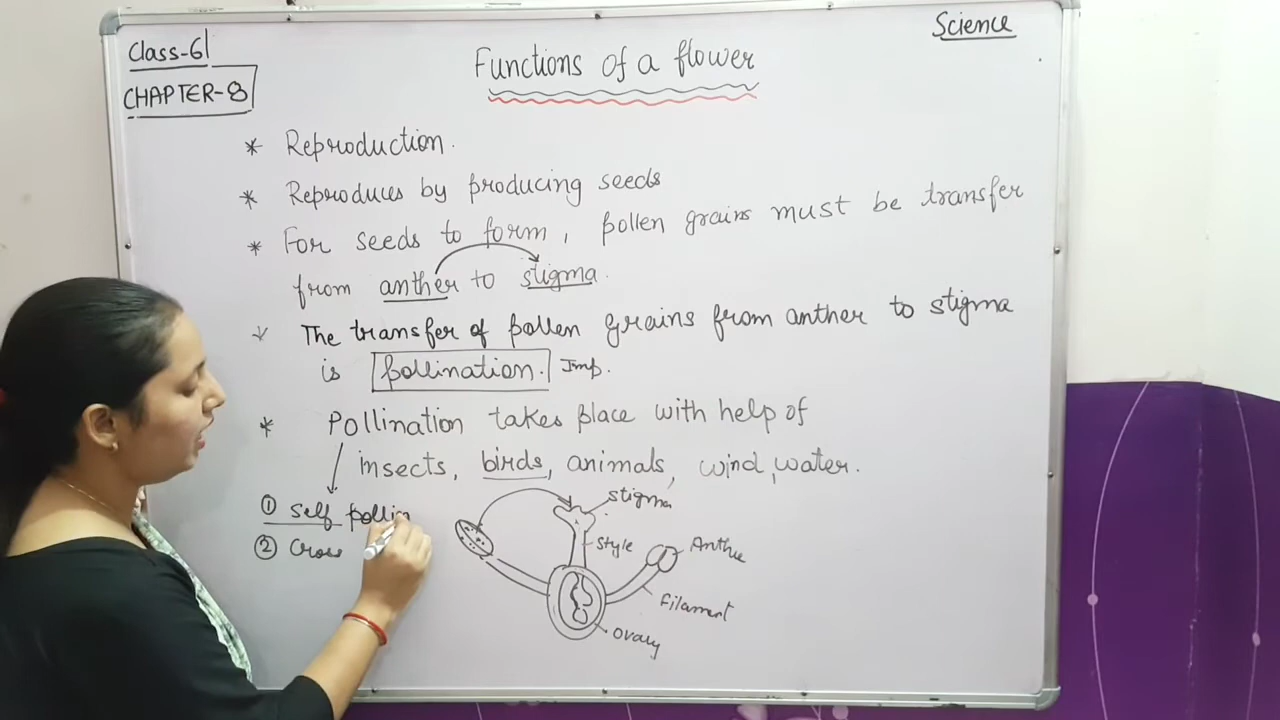 Class-6
CHAPTER-8
Science
Functions of a flower
* Reproduction.
* Reproduces by producing seeds
* For seeds to form, pollen grains must be transfer
from anther to stigma.
The transfer of pollen grains from anther to stigma
is pollination. Imp.
* Pollination takes place with help of
insects, birds, animals, wind, water.
① Self pollin
② Cross
stigma
style
Anther
Filament
ovary